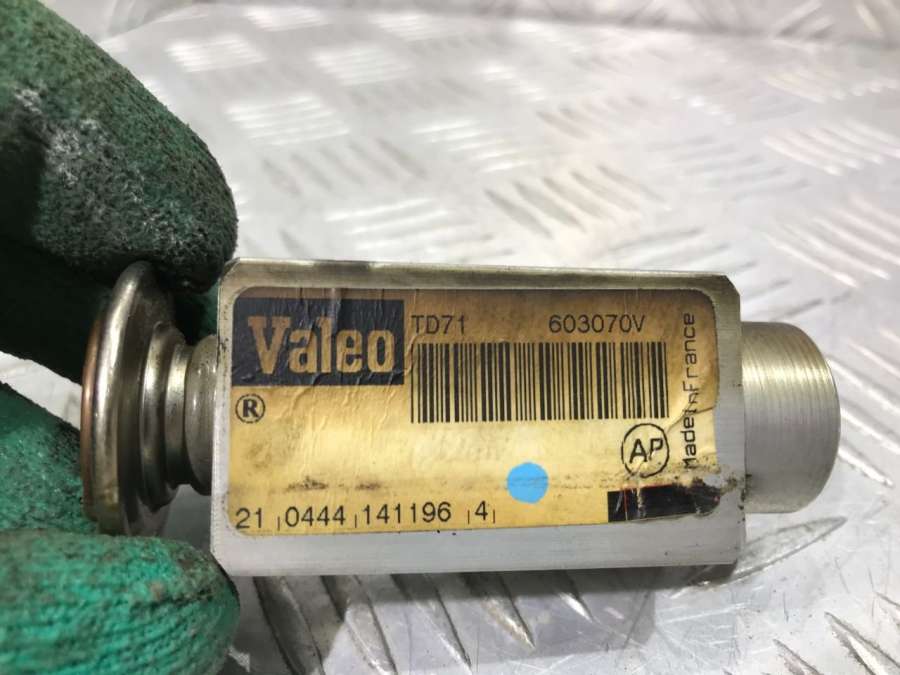 Valeo TD71 603070V
®
AP
Made in France
21 0444 141196 4